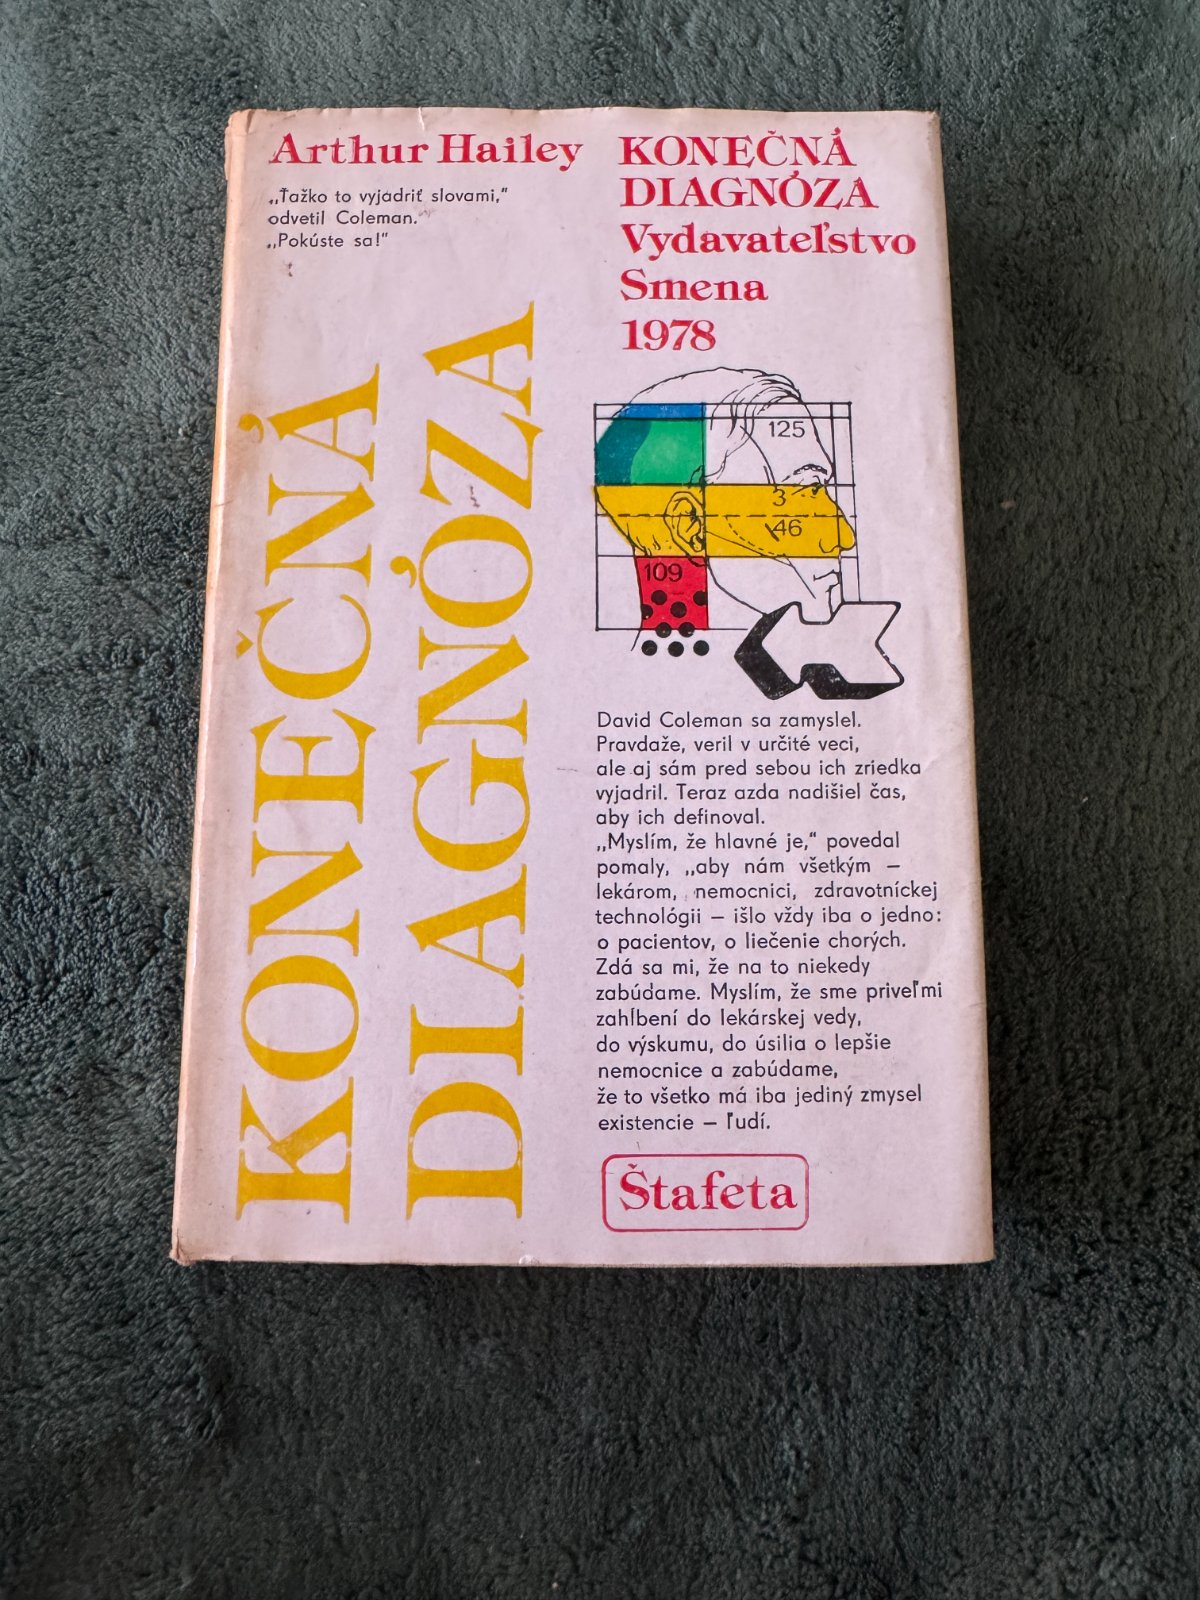 Arthur Hailey
„Ťažko to vyjadriť slovami,"
odvetil Coleman.
„Pokúste sa!"
KONEČNÁ
DIAGNÓZA
KONEČNÁ
DIAGNÓZA
Vydavateľstvo
Smena
1978
125
3
46
109
David Coleman sa zamyslel.
Pravdaže, veril v určité veci,
ale aj sám pred sebou ich zriedka
vyjadril. Teraz azda nadišiel čas,
aby ich definoval.
„Myslím, že hlavné je," povedal
pomaly, „aby nám všetkým –
lekárom, nemocnici, zdravotníckej
technológii – išlo vždy iba o jedno:
o pacientov, o liečenie chorých.
Zdá sa mi, že na to niekedy
zabúdame. Myslím, že sme priveľmi
zahĺbení do lekárskej vedy,
do výskumu, do úsilia o lepšie
nemocnice a zabúdame,
že to všetko má iba jediný zmysel
existencie – ľudí.
Štafeta